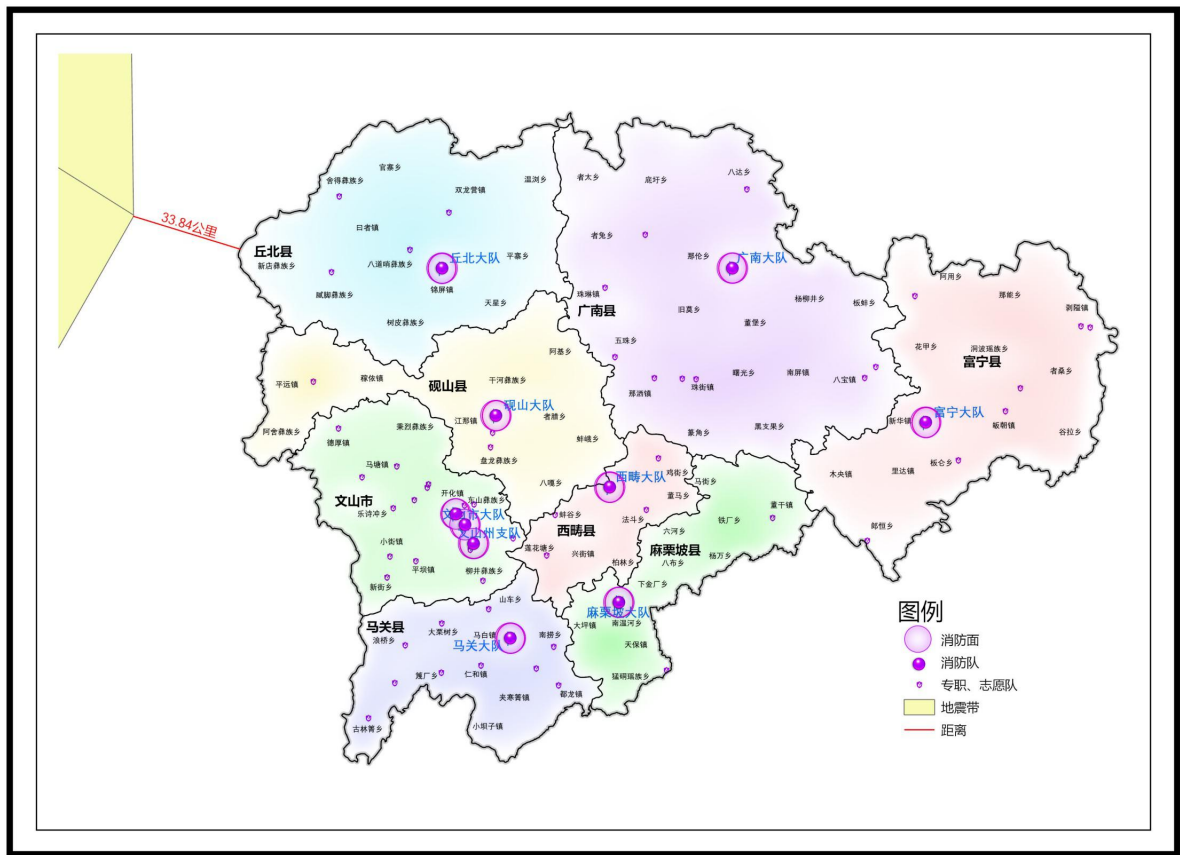 33.84公里
丘北县
官寨乡
舍得彝族乡
双龙营镇
温浏乡
日者镇
八道哨彝族乡
平寨乡
新店彝族乡
丘北大队
锦屏镇
腻脚彝族乡
天星乡
树皮彝族乡
广南县
者太乡
底圩乡
八达乡
者兔乡
那伦乡
广南大队
珠琳镇
旧莫乡
杨柳井乡
板蚌乡
董堡乡
五珠乡
曙光乡
南屏镇
八宝镇
那洒镇
珠街镇
篆角乡
黑支果乡
富宁县
阿用乡
那能乡
剥隘镇
花甲乡
洞波瑶族乡
者桑乡
新华镇
富宁大队
畈朝镇
谷拉乡
木央镇
里达镇
板仑乡
郎恒乡
砚山县
阿基乡
平远镇
稼依镇
干河彝族乡
砚山大队
江那镇
者腊乡
阿舍彝族乡
蚌峨乡
盘龙彝族乡
八嘎乡
文山市
秉烈彝族乡
德厚镇
马塘镇
开化镇
东山彝族乡
文山市大队
乐诗冲乡
文山州支队
小街镇
平坝镇
柳井彝族乡
新街乡
西畴县
西畴大队
鸡街乡
董马乡
蚌谷乡
法斗乡
莲花塘乡
兴街镇
柏林乡
麻栗坡县
马街乡
董干镇
铁厂乡
六河乡
杨万乡
八布乡
下金厂乡
麻栗坡大队
大坪镇
南温河乡
天保镇
猛硐瑶族乡
马关县
山车乡
大栗树乡
马白镇
浪桥乡
马关大队
南捞乡
篾厂乡
仁和镇
夹寒箐镇
都龙镇
小坝子镇
古林箐乡
图例
消防面
消防队
专职、志愿队
地震带
距离